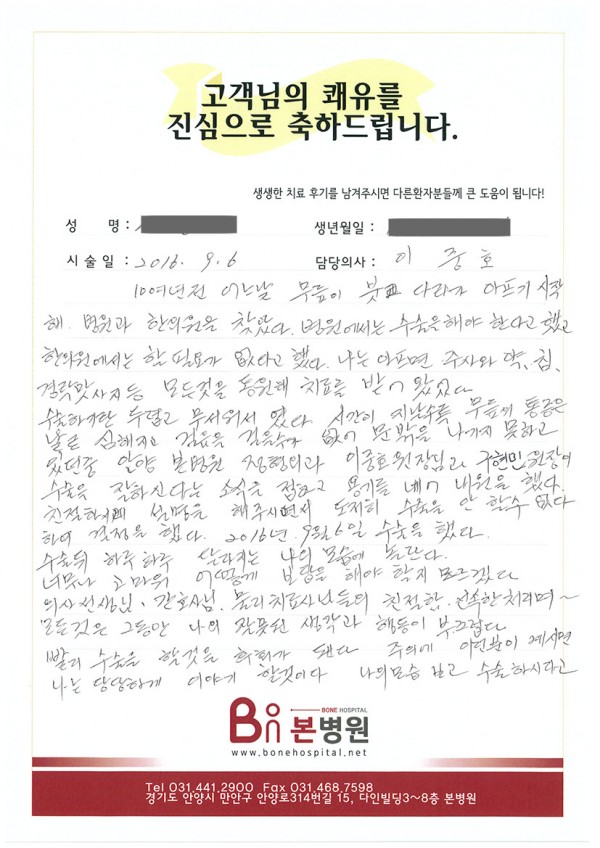 고객님의 쾌유를
진심으로 축하드립니다.
생생한 치료 후기를 남겨주시면 다른환자분들께 큰 도움이 됩니다!
성 명 : 생년월일 :
시 술 일 : 2016. 9. 6 담당의사 : 이 중 호
10여년전 어느날 무릎이 붓고 다리가 아프기 시작
해. 병원과 한의원을 찾았다. 병원에서는 수술을해야 한다고 했고
한의원에서는 할 필요가 없다고 했다. 나는 아프면 주사와 약, 침,
경락맛사지등 모든것을 동원해 치료를 받어 왔었다
수술하기란 두렵고 무서워서 였다. 시간이 지날수록 무릎의 통증은
날로 심해지고 걸음을 걸을수가 없어 문밖을 나가지 못하고
있던중 안양 본병원 정형외과 이중호원장님과 구현민원장이
수술을 잘하신다는 소식을 접하고 용기를 내어 내원을 했다.
친절하게 설명을 해주시면서 도저히 수술을 안 할수 없다
하여 결정을 했다. 2016년. 9월6일 수술을 했다.
수술뒤 하루 하루 달라지는 나의 모습에 놀란다.
너무나 고마워 어떻게 보답을 해야 할지 모르겠다
의사선생님, 간호사님. 물리치료사님들의 친절함. 신속한처리며~
모든것은 그동안 나의 잘못된 생각과 행동이 부끄럽다
빨리 수술을 할것을 후회가 됀다. 주의에 이런분이 계시면
나는 당당하게 이야기 할것이다 나의모습 보고 수술하시라고
BONE HOSPITAL
본병원
www.bonehospital.net
Tel 031.441.2900 Fax 031.468.7598
경기도 안양시 만안구 안양로314번길 15, 다인빌딩3~8층 본병원